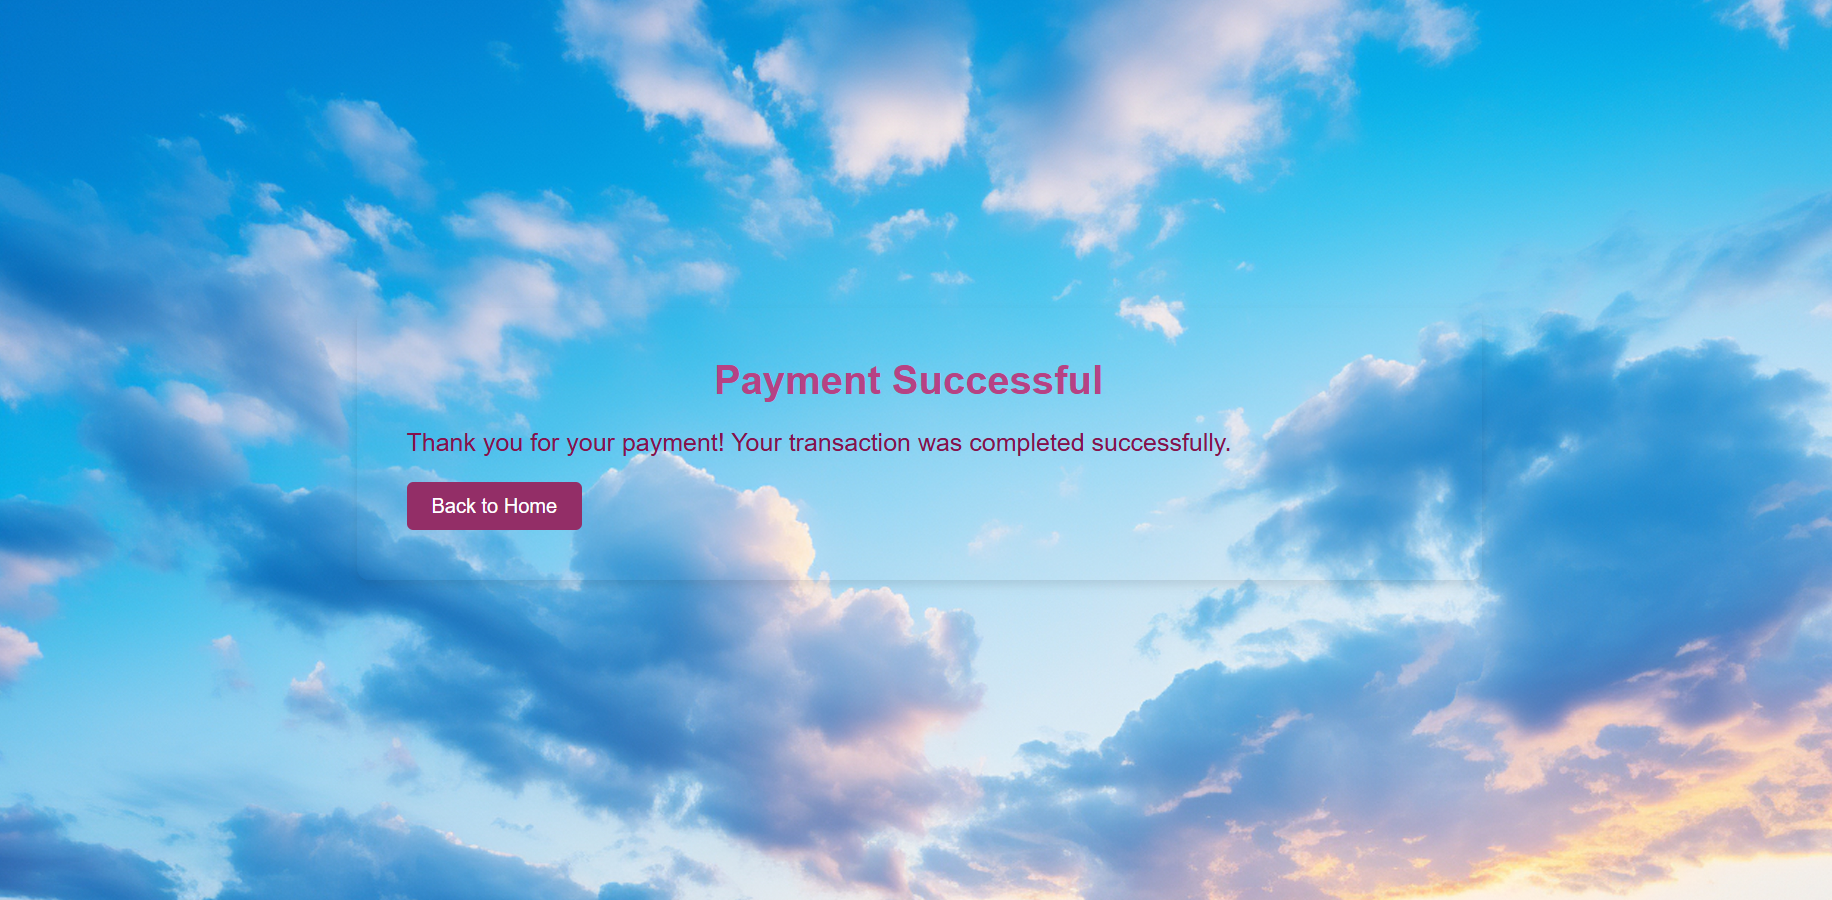 Payment Successful
Thank you for your payment! Your transaction was completed successfully.
Back to Home